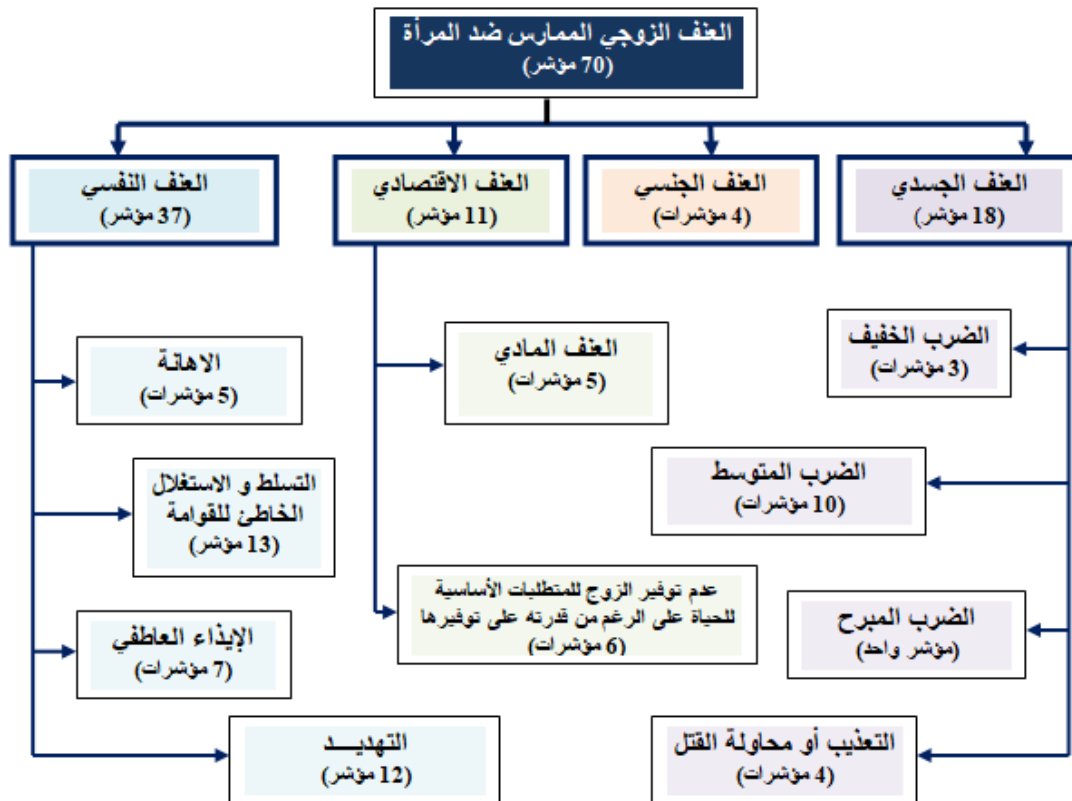 العنف الزوجي الممارس ضد المرأة
(70 مؤشر)
العنف الجسدي
(18 مؤشر)
العنف الجنسي
(4 مؤشرات)
العنف الاقتصادي
(11 مؤشر)
العنف النفسي
(37 مؤشر)
الضرب الخفيف
(3 مؤشرات)
الضرب المتوسط
(10 مؤشرات)
الضرب المبرح
(مؤشر واحد)
التعذيب أو محاولة القتل
(4 مؤشرات)
العنف المادي
(5 مؤشرات)
عدم توفير الزوج للمتطلبات الأساسية
للحياة على الرغم من قدرته على توفيرها
(6 مؤشرات)
الاهانة
(5 مؤشرات)
التسلط و الاستغلال
الخاطئ للقوامة
(13 مؤشر)
الإيذاء العاطفي
(7 مؤشرات)
التهديـــد
(12 مؤشر)